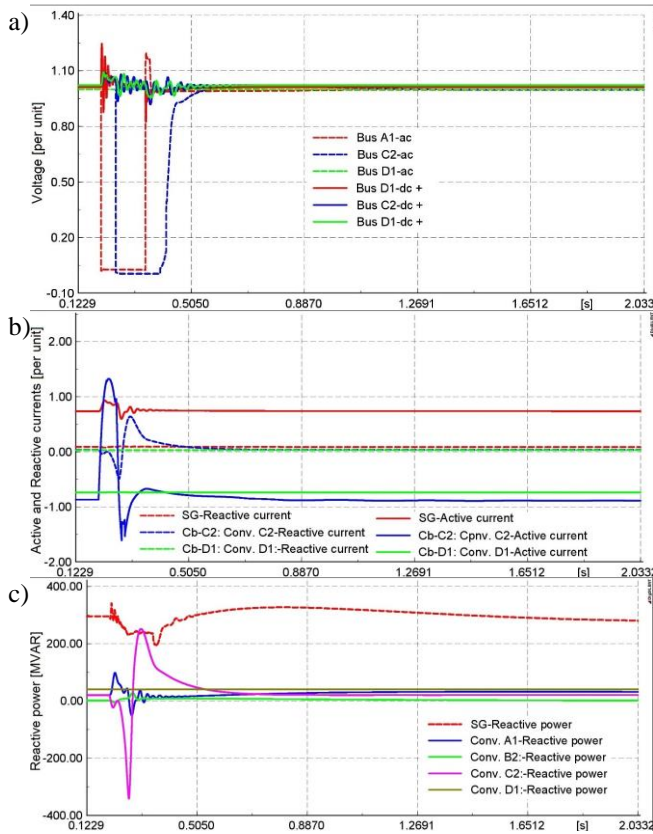 a)
1.40
1.10
0.80
0.50
0.20
-0.10
Voltage [per unit]
Bus A1-ac
Bus C2-ac
Bus D1-ac
Bus D1-dc +
Bus C2-dc +
Bus D1-dc +
0.1229 0.5050 0.8870 1.2691 1.6512 [s] 2.0332
b)
2.00
1.00
0.00
-1.00
-2.00
Active and Reactive currents [per unit]
SG-Reactive current
Cb-C2: Conv. C2-Reactive current
Cb-D1: Conv. D1:-Reactive current
SG-Active current
Cb-C2: Cpnv. C2-Active current
Cb-D1: Conv. D1-Active current
0.1229 0.5050 0.8870 1.2691 1.6512 [s] 2.0332
c)
400.00
200.00
0.00
-200.00
-400.00
Reactive power [MVAR]
SG-Reactive power
Conv. A1-Reactive power
Conv. B2:-Reactive power
Conv. C2:-Reactive power
Conv. D1:-Reactive power
0.1229 0.5050 0.8870 1.2691 1.6512 [s] 2.0332